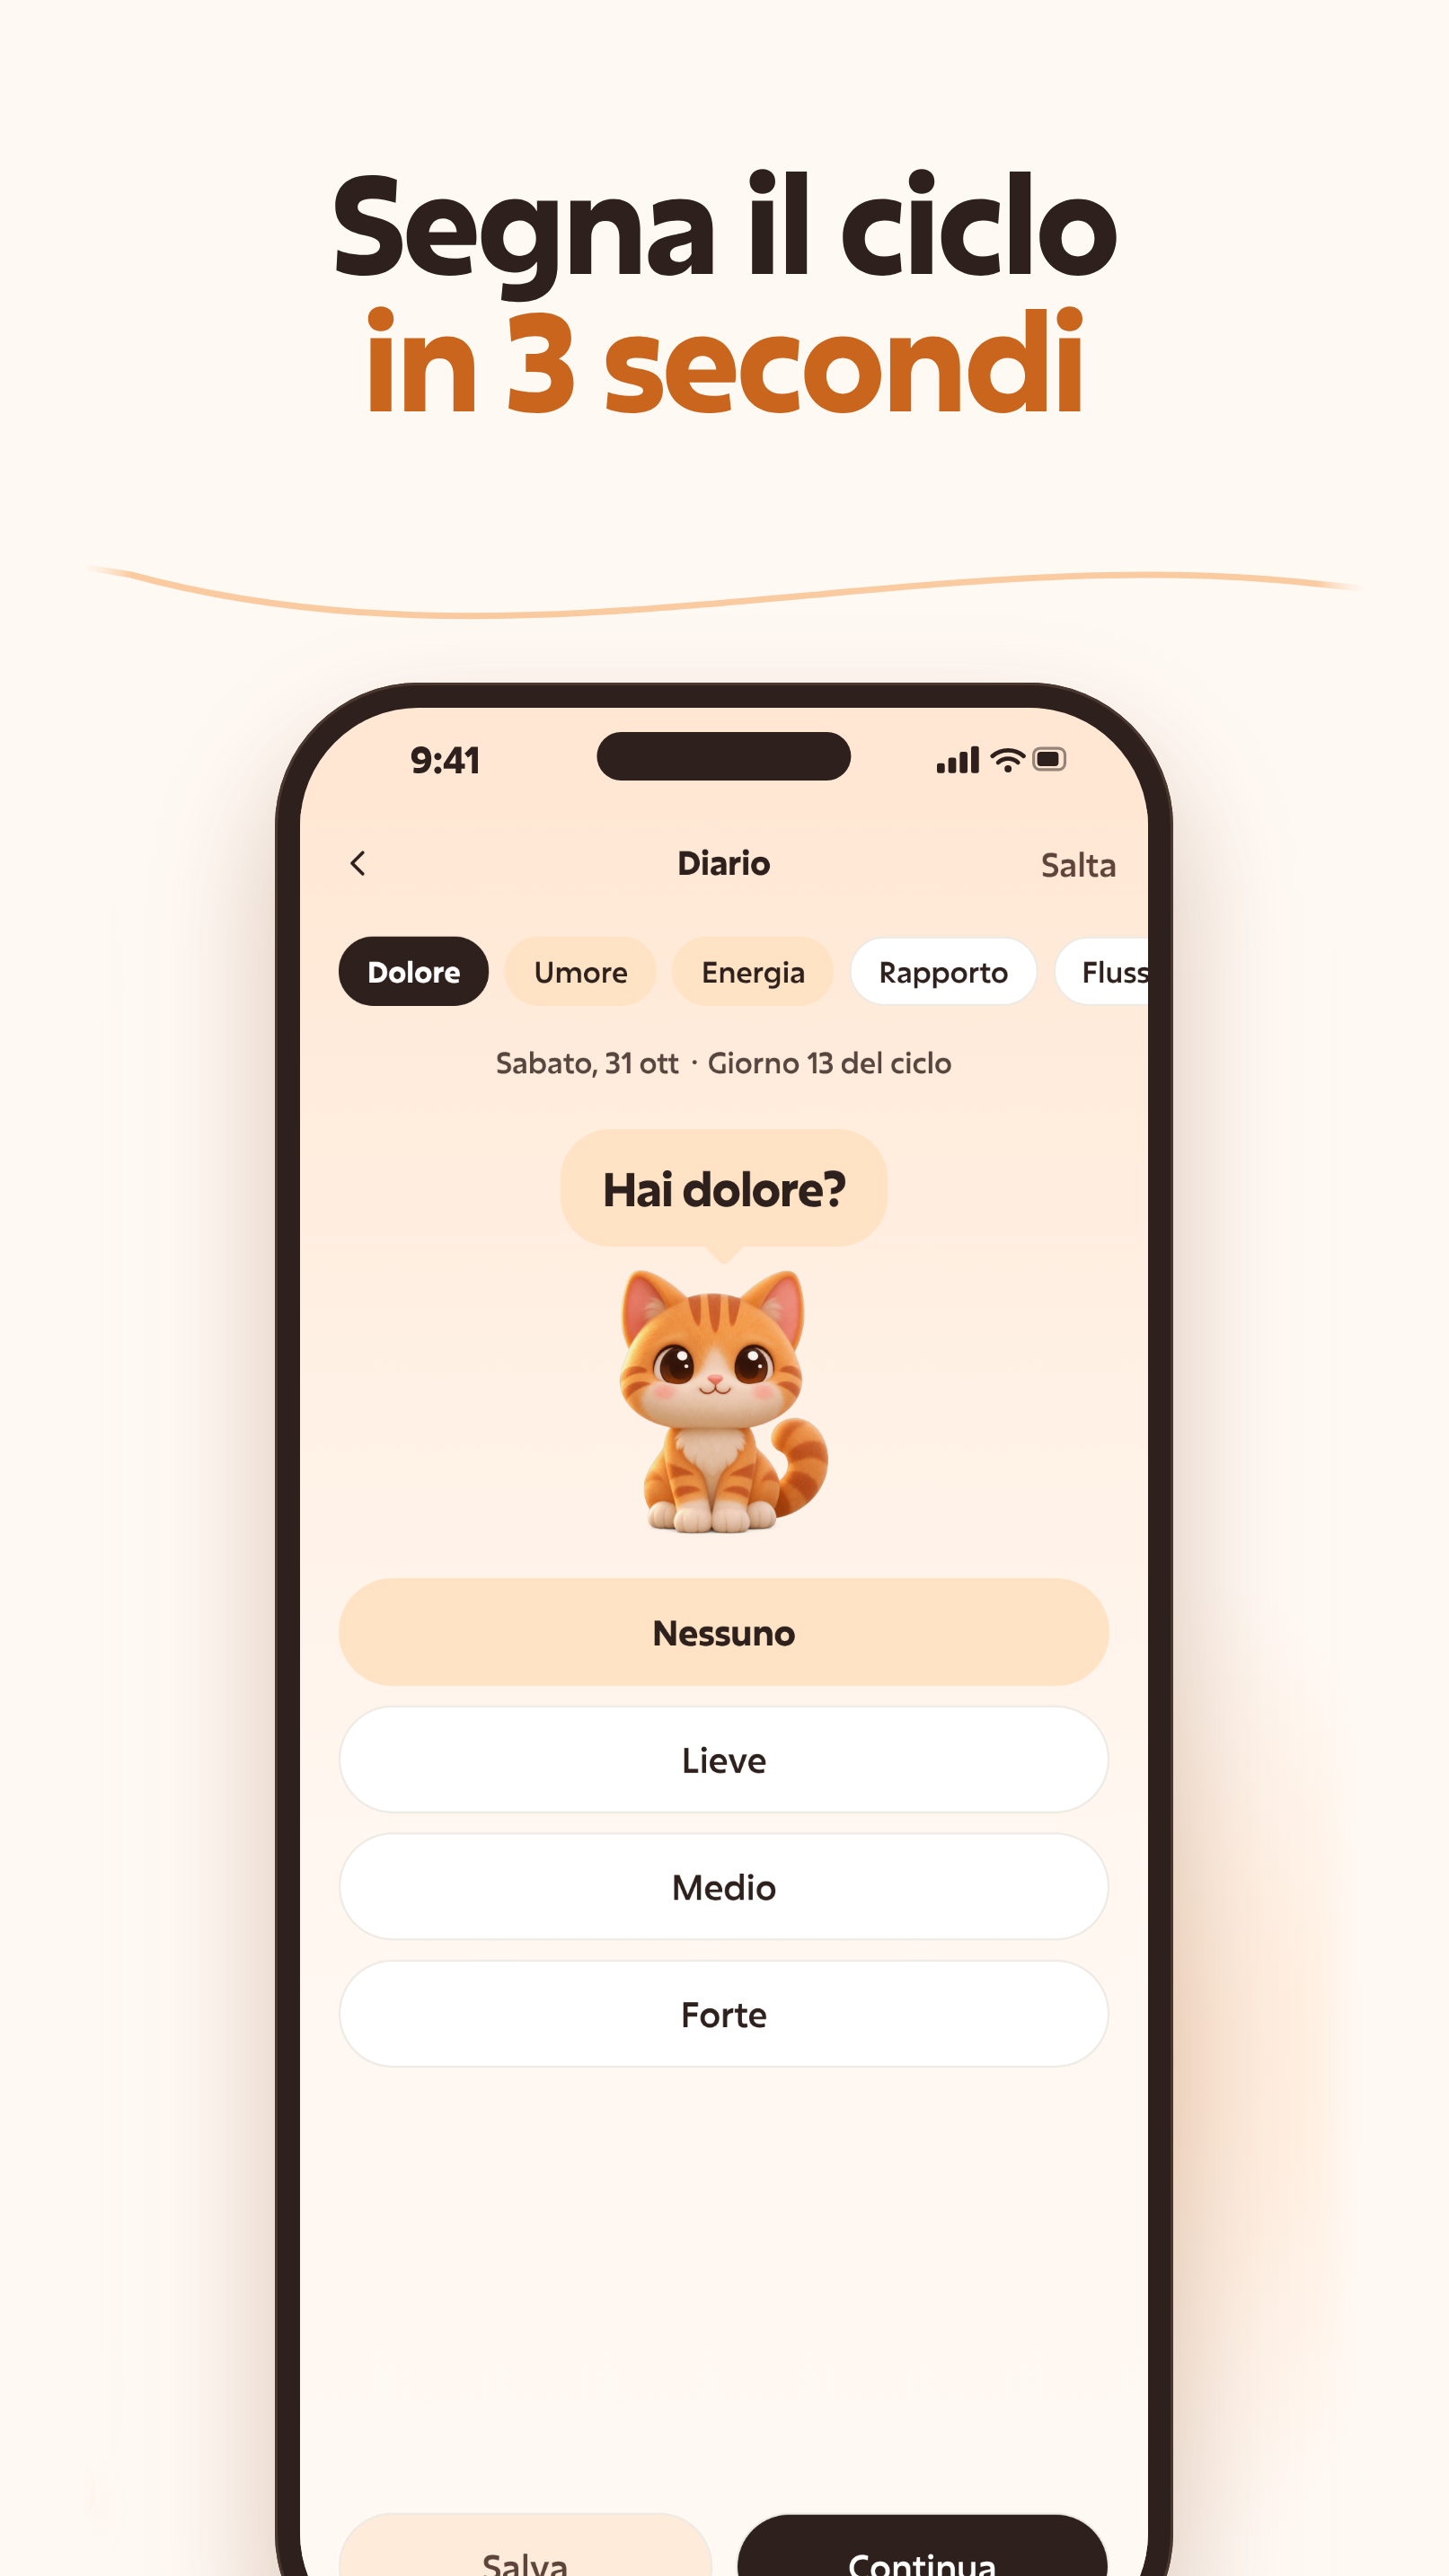 Segna il ciclo
in 3 secondi
9:41
Diario
Salta
Dolore
Umore
Energia
Rapporto
Fluss
Sabato, 31 ott · Giorno 13 del ciclo
Hai dolore?
Nessuno
Lieve
Medio
Forte
Salva
Continua